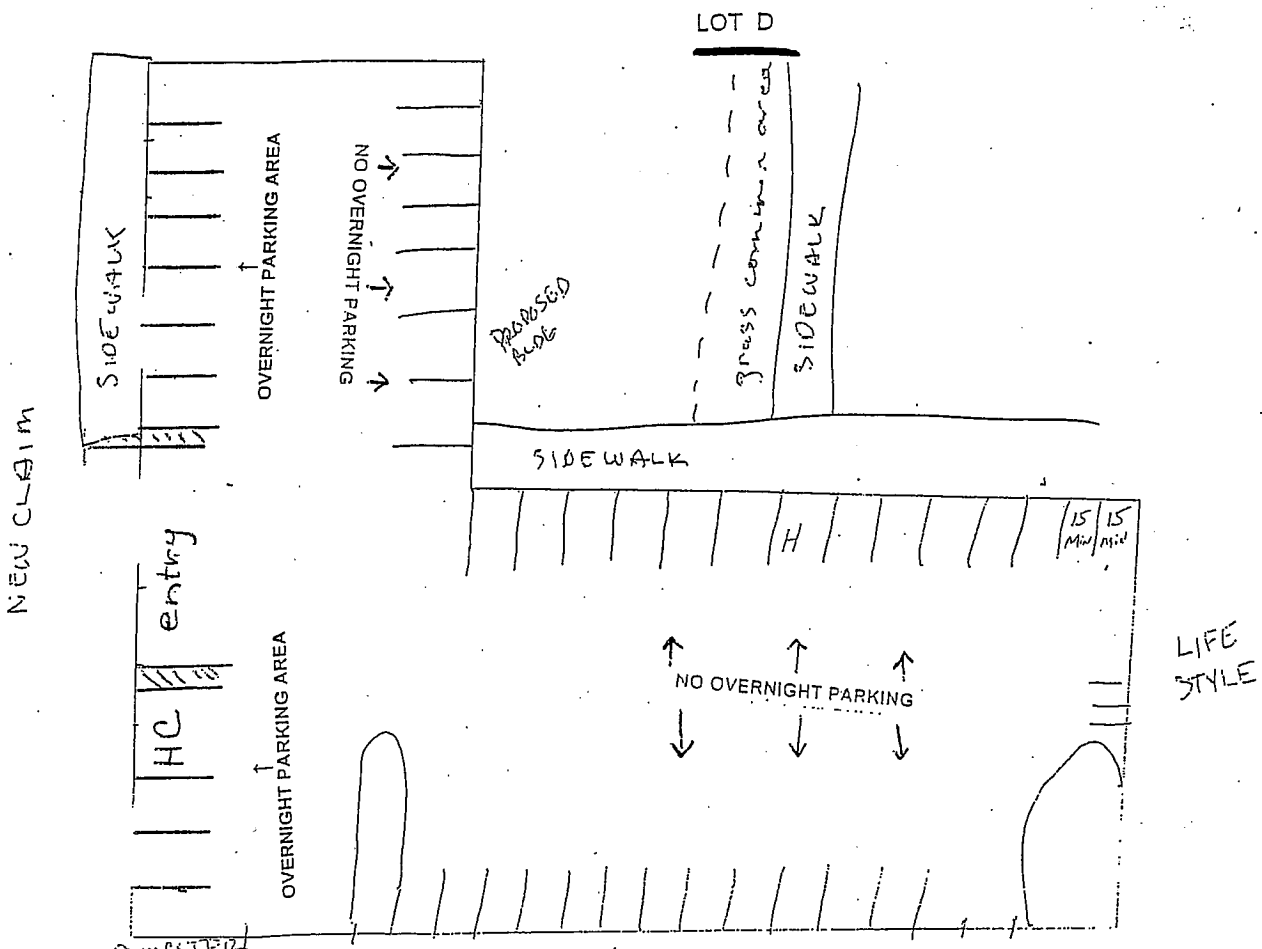 LOT D
SIDEWALK
OVERNIGHT PARKING AREA
NO OVERNIGHT PARKING
PROPOSED
BLDG
grass common area
SIDEWALK
SIDEWALK
NEW CLAIM
entry
H
15
Min
15
Min
HC
OVERNIGHT PARKING AREA
NO OVERNIGHT PARKING
LIFE
STYLE